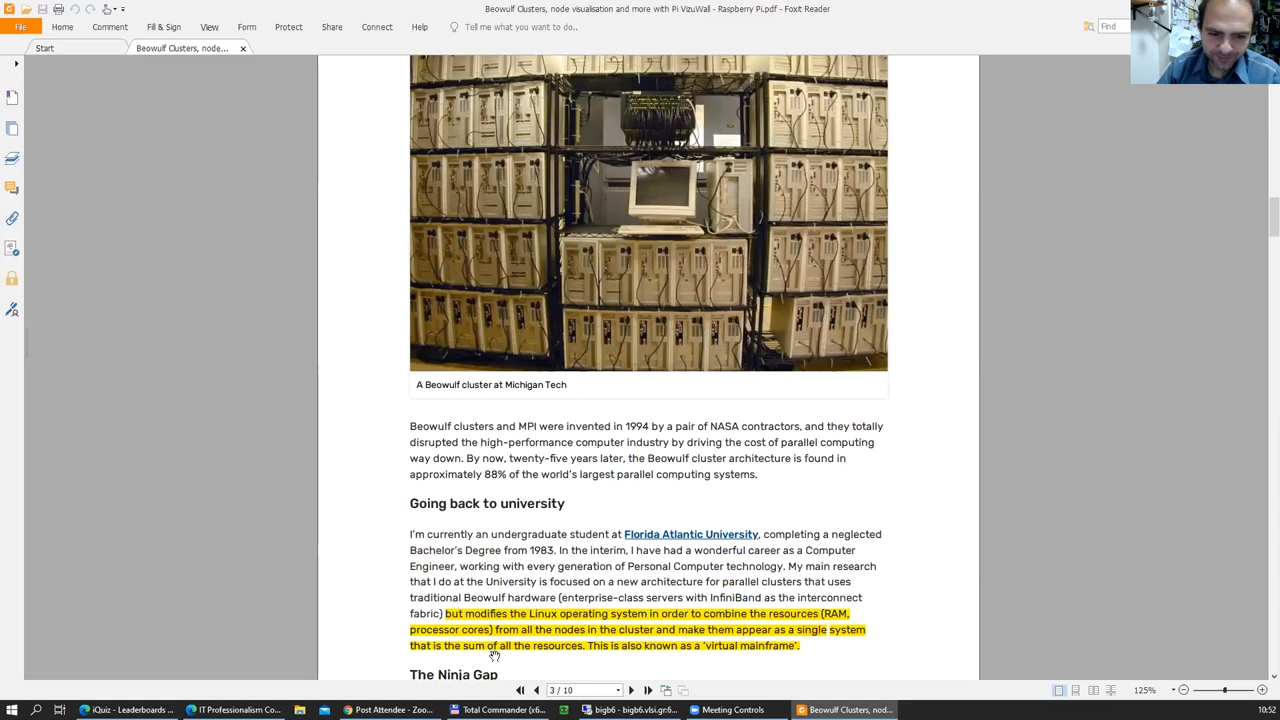 Beowulf Clusters, node visualisation and more with Pi VizuWall - Raspberry Pi.pdf - Foxit Reader
File Home Comment Fill & Sign View Form Protect Share Connect Help Tell me what you want to do.. Find
Start Beowulf Clusters, node...
A Beowulf cluster at Michigan Tech
Beowulf clusters and MPI were invented in 1994 by a pair of NASA contractors, and they totally
disrupted the high-performance computer industry by driving the cost of parallel computing
way down. By now, twenty-five years later, the Beowulf cluster architecture is found in
approximately 88% of the world's largest parallel computing systems.
Going back to university
I'm currently an undergraduate student at Florida Atlantic University, completing a neglected
Bachelor's Degree from 1983. In the interim, I have had a wonderful career as a Computer
Engineer, working with every generation of Personal Computer technology. My main research
that I do at the University is focused on a new architecture for parallel clusters that uses
traditional Beowulf hardware (enterprise-class servers with InfiniBand as the interconnect
fabric) but modifies the Linux operating system in order to combine the resources (RAM,
processor cores) from all the nodes in the cluster and make them appear as a single system
that is the sum of all the resources. This is also known as a 'virtual mainframe'.
The Ninja Gap
3 / 10 125%
iQuiz - Leaderboards ... IT Professionalism Co... Post Attendee - Zoo... Total Commander (x6... bigb6 - bigb6.vlsi.gr:6... Meeting Controls Beowulf Clusters, nod... 10:52